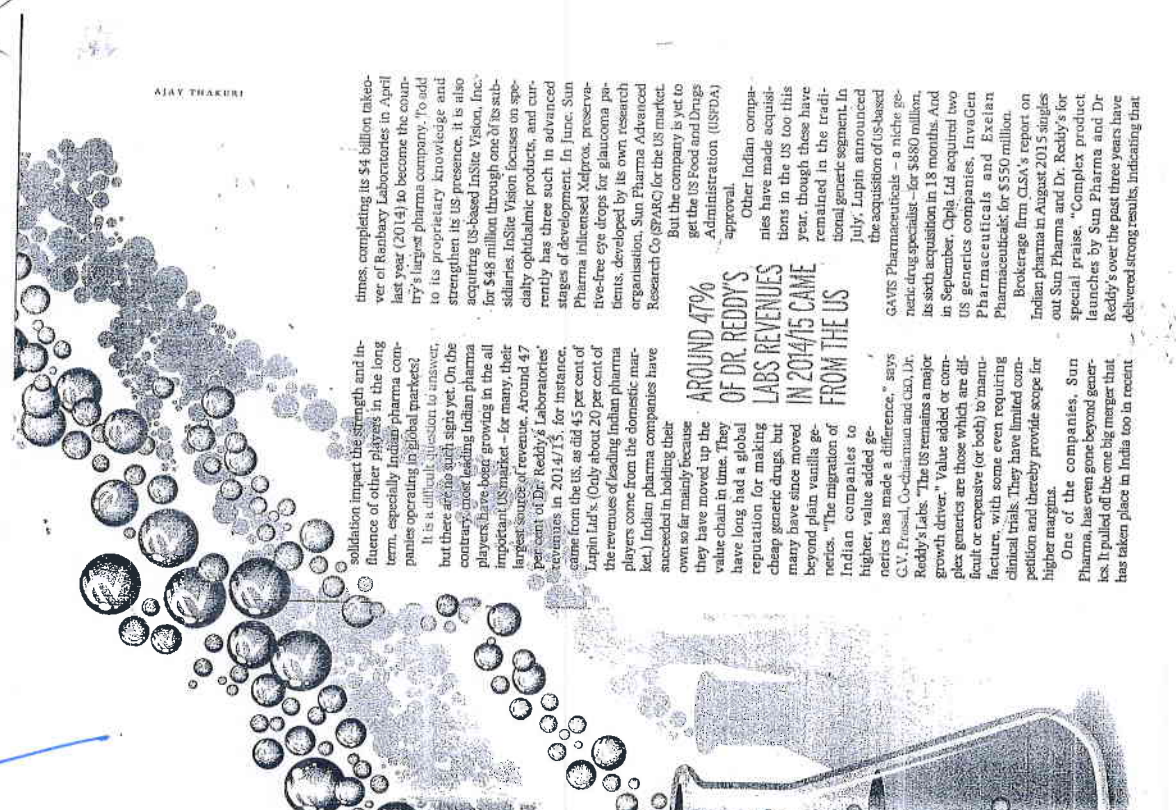 AJAY THAKURI
solidation impact the strength and in-
fluence of other players in the long
term, especially Indian pharma com-
panies operating in global markets?
It is a difficult question to answer,
but there are no such signs yet. On the
contrary, most leading Indian pharma
players have been growing in the all
important US market – for many, their
largest source of revenue. Around 47
per cent of Dr. Reddy's Laboratories'
revenues in 2014/15, for instance,
came from the US, as did 45 per cent of
Lupin Ltd's. (Only about 20 per cent of
the revenues of leading Indian pharma
players come from the domestic mar-
ket.) Indian pharma companies have
succeeded in holding their
own so far mainly because
they have moved up the
value chain in time. They
have long had a global
reputation for making
cheap generic drugs, but
many have since moved
beyond plain vanilla ge-
nerics. "The migration of
Indian companies to
higher, value added ge-
nerics has made a difference," says
G.V. Prasad, Co-chairman and CEO, Dr.
Reddy's Labs. "The US remains a major
growth driver." Value added or com-
plex generics are those which are dif-
ficult or expensive (or both) to manu-
facture, with some even requiring
clinical trials. They have limited com-
petition and thereby provide scope for
higher margins.
One of the companies, Sun
Pharma, has even gone beyond gener-
ics. It pulled off the one big merger that
has taken place in India too in recent
AROUND 47%
OF DR. REDDY'S
LABS REVENUES
IN 2014/15 CAME
FROM THE US
times, completing its $4 billion takeo-
ver of Ranbaxy Laborntories in April
last year (2014) to become the coun-
try's largest pharma company. To add
to its proprietary knowledge and
strengthen its US presence, it is also
acquiring US-based InSite Vision, Inc.
for $48 million through one of its sub-
sidiaries. InSite Vision focuses on spe-
cialty ophthalmic products, and cur-
rently has three such in advanced
stages of development. In June, Sun
Pharma inlicensed Xelpros, preserva-
tive-free eye drops for glaucoma pa-
tients, developed by its own research
organisation, Sun Pharma Advanced
Research Co (SPARC) for the US market.
But the company is yet to
get the US Food and Drugs
Administration (USFDA)
approval.
Other Indian compa-
nies have made acquisi-
tions in the US too this
year, though these have
remained in the tradi-
tional generic segment. In
July, Lupin announced
the acquisition of US-based
GAVIS Pharmaceuticals – a niche ge-
neric drug specialist – for $880 million,
its sixth acquisition in 18 months. And
in September, Cipla Ltd acquired two
US generics companies, InvaGen
Pharmaceuticals and Exelan
Pharmaceuticals, for $550 million.
Brokerage firm CLSA's report on
Indian pharma in August 2015 singles
out Sun Pharma and Dr. Reddy's for
special praise. "Complex product
launches by Sun Pharma and Dr
Reddy's over the past three years have
delivered strong results, indicating that